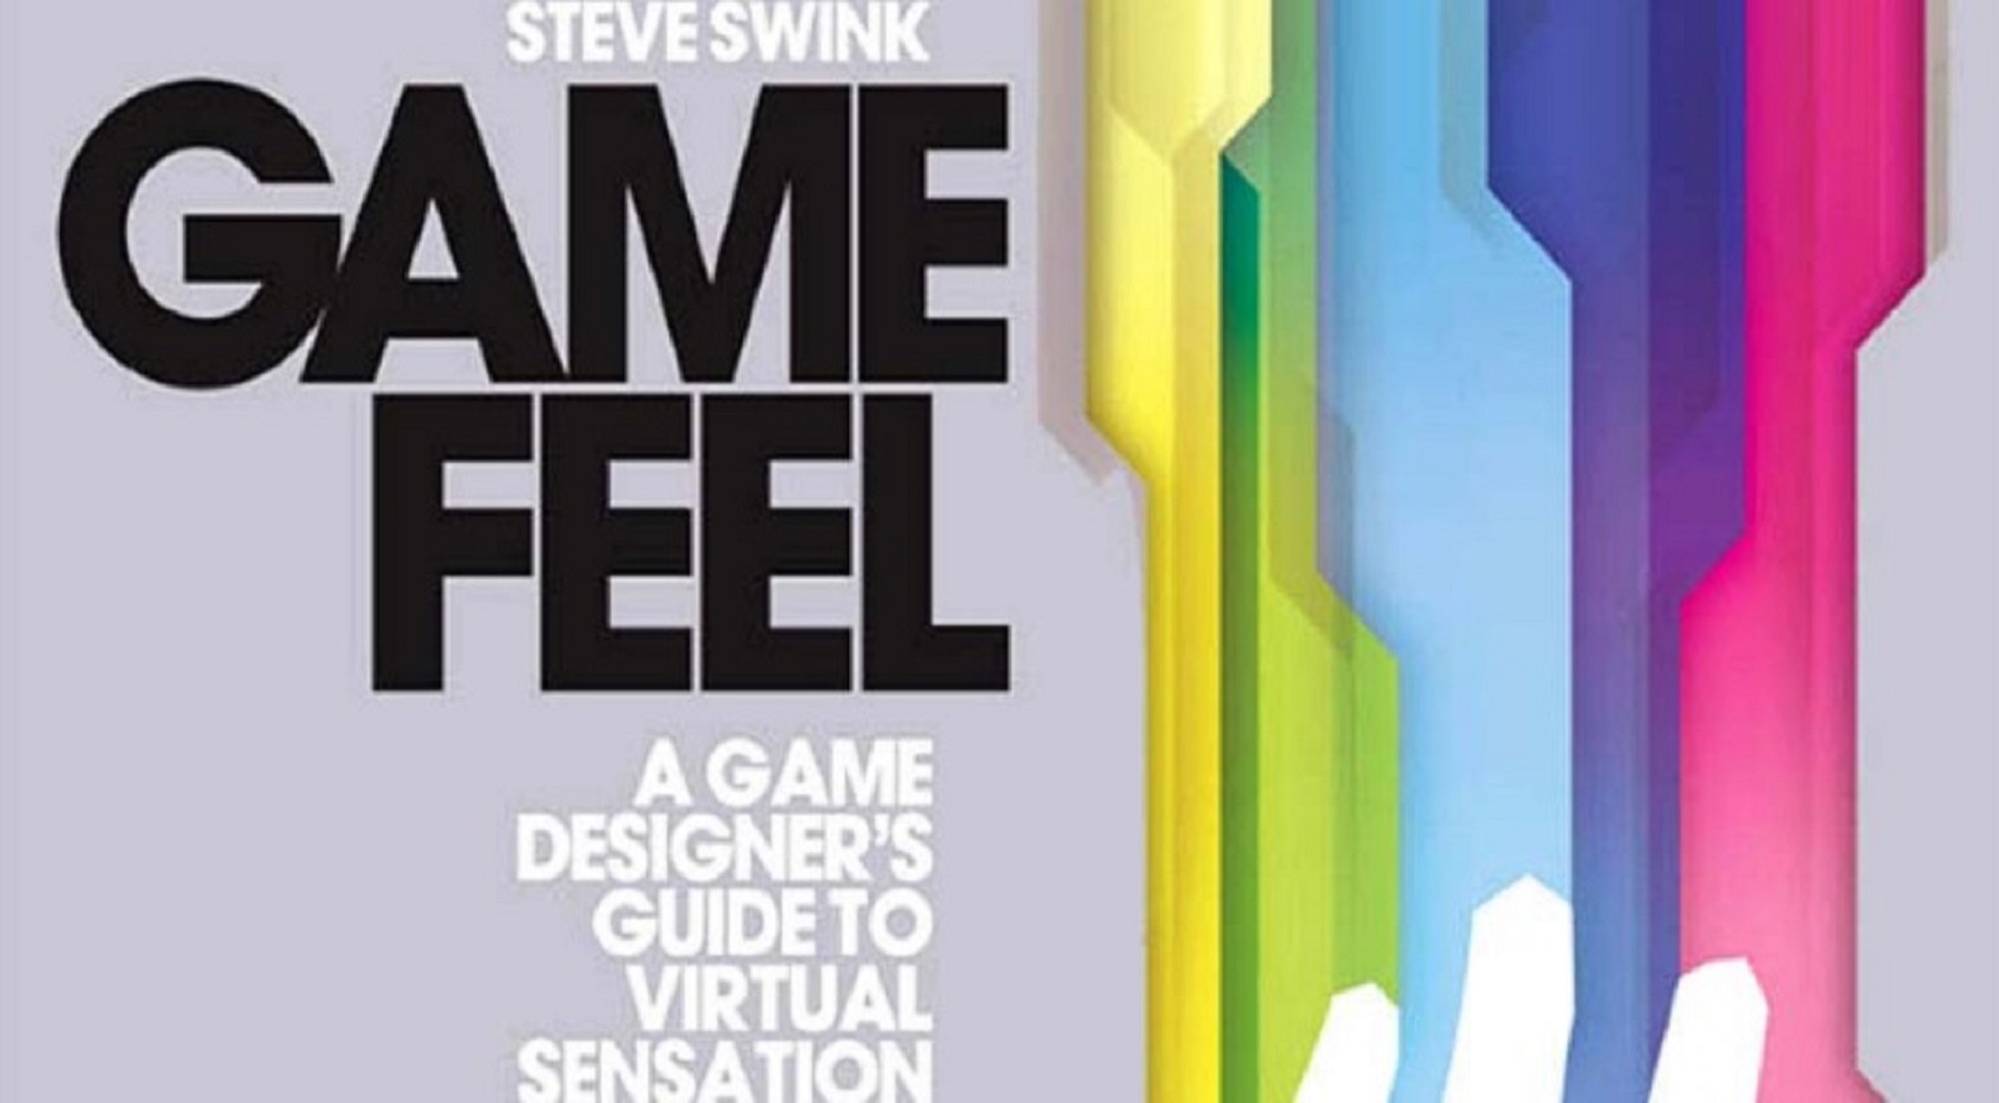 STEVE SWINK
GAME
FEEL
A GAME
DESIGNER'S
GUIDE TO
VIRTUAL
SENSATION